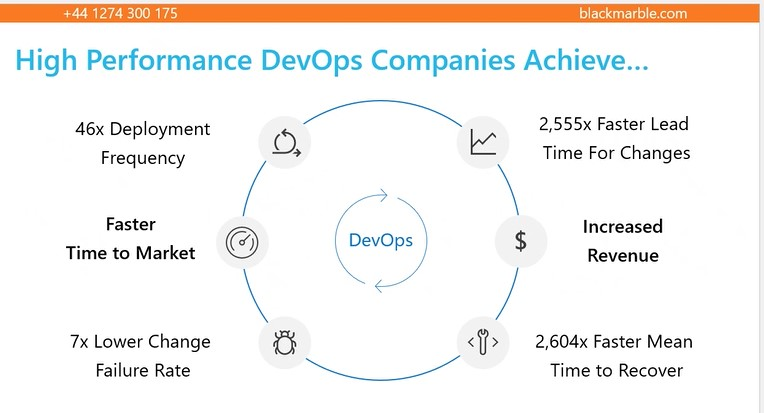 +44 1274 300 175
blackmarble.com
High Performance DevOps Companies Achieve...
46x Deployment
Frequency
2,555x Faster Lead
Time For Changes
Faster
Time to Market
DevOps
$
Increased
Revenue
7x Lower Change
Failure Rate
2,604x Faster Mean
Time to Recover